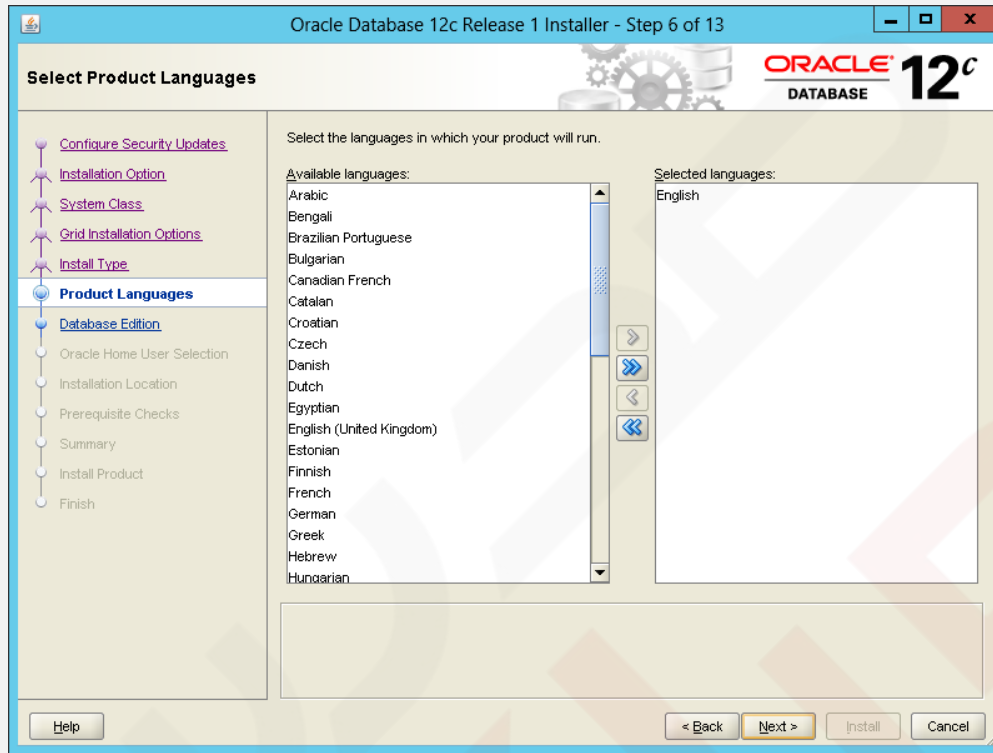 Oracle Database 12c Release 1 Installer - Step 6 of 13
Select Product Languages
ORACLE
DATABASE
12c
Configure Security Updates
Installation Option
System Class
Grid Installation Options
Install Type
Product Languages
Database Edition
Oracle Home User Selection
Installation Location
Prerequisite Checks
Summary
Install Product
Finish
Select the languages in which your product will run.
Available languages:
Arabic
Bengali
Brazilian Portuguese
Bulgarian
Canadian French
Catalan
Croatian
Czech
Danish
Dutch
Egyptian
English (United Kingdom)
Estonian
Finnish
French
German
Greek
Hebrew
Hungarian
Selected languages:
English
Help
< Back
Next >
Install
Cancel